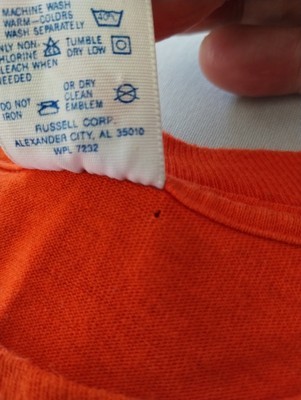 MACHINE WASH
WARM-COLORS
WASH SEPARATELY
40°
ONLY NON-
CHLORINE
BLEACH WHEN
NEEDED
TUMBLE
DRY LOW
DO NOT
IRON
OR DRY
CLEAN
EMBLEM
RUSSELL CORP.
ALEXANDER CITY, AL 35010
WPL 7232